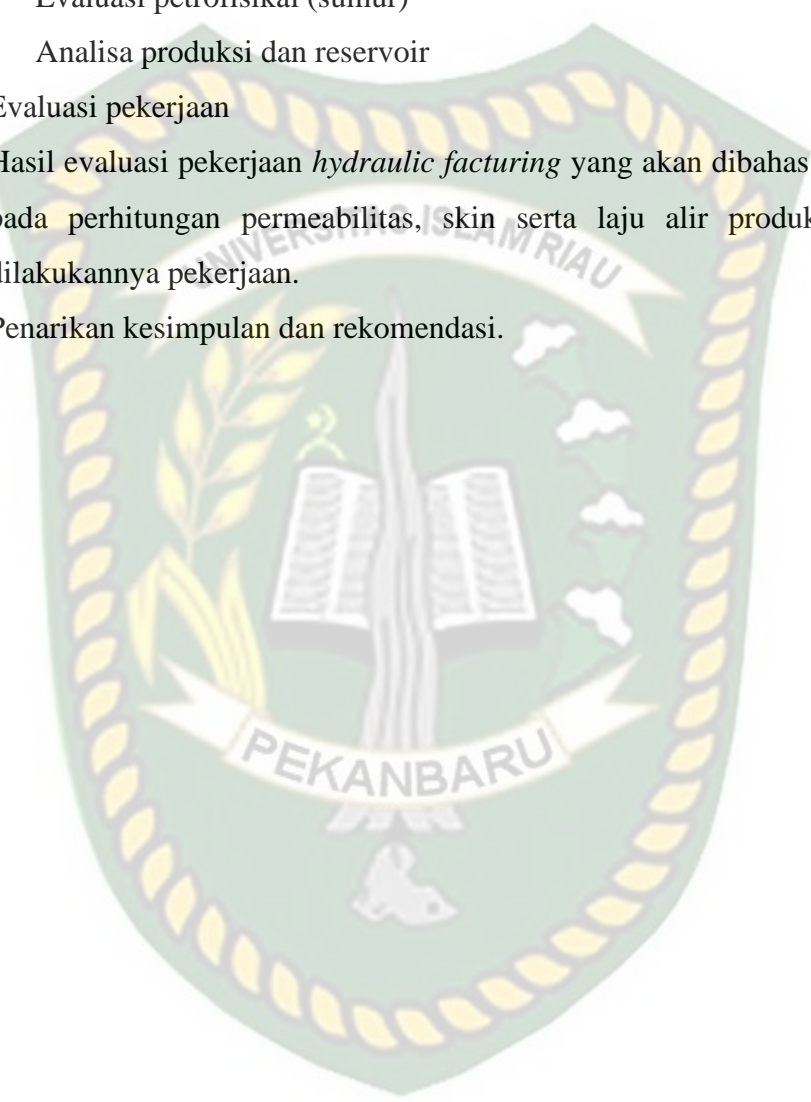 Evaluasi petrofisikal (sumur)
Analisa produksi dan reservoir
Evaluasi pekerjaan
Hasil evaluasi pekerjaan hydraulic facturing yang akan dibahas
pada perhitungan permeabilitas, skin serta laju alir produk
dilakukannya pekerjaan.
Penarikan kesimpulan dan rekomendasi.
UNIVERSITAS ISLAM RIAU
PEKANBARU